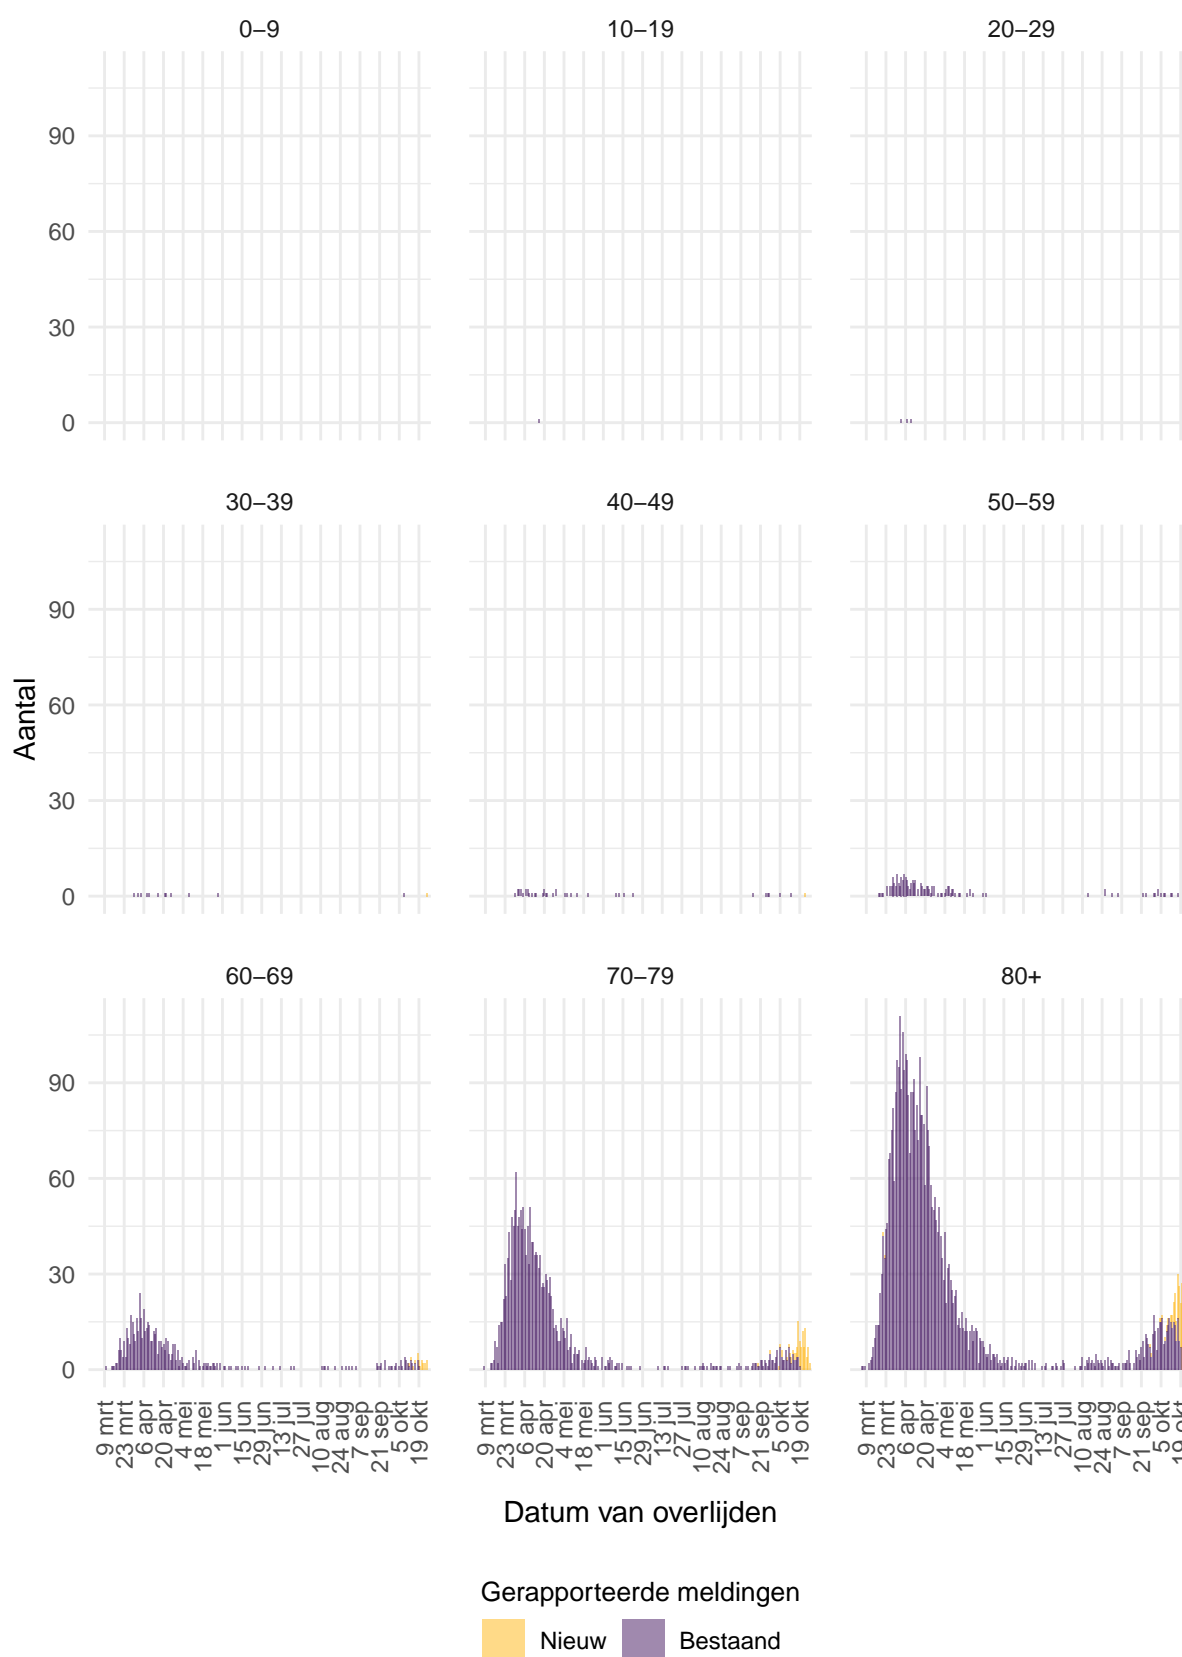 0–9 10–19 20–29
90
60
30
0
30–39 40–49 50–59
90
60
30
0
Aantal
60–69 70–79 80+
90
60
30
0
9 mrt 23 mrt 6 apr 20 apr 4 mei 18 mei 1 jun 15 jun 29 jun 13 jul 27 jul 10 aug 24 aug 7 sep 21 sep 5 okt 19 okt
9 mrt 23 mrt 6 apr 20 apr 4 mei 18 mei 1 jun 15 jun 29 jun 13 jul 27 jul 10 aug 24 aug 7 sep 21 sep 5 okt 19 okt
9 mrt 23 mrt 6 apr 20 apr 4 mei 18 mei 1 jun 15 jun 29 jun 13 jul 27 jul 10 aug 24 aug 7 sep 21 sep 5 okt 19
Datum van overlijden
Gerapporteerde meldingen
Nieuw Bestaand